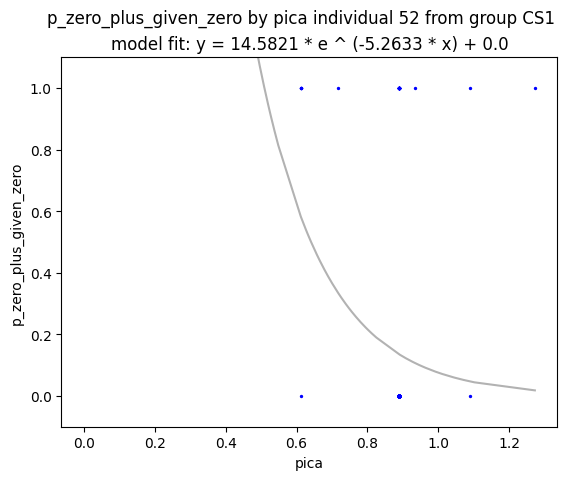 p_zero_plus_given_zero by pica individual 52 from group CS1
model fit: y = 14.5821 * e ^ (-5.2633 * x) + 0.0
1.0
0.8
0.6
0.4
0.2
0.0
p_zero_plus_given_zero
0.0 0.2 0.4 0.6 0.8 1.0 1.2
pica